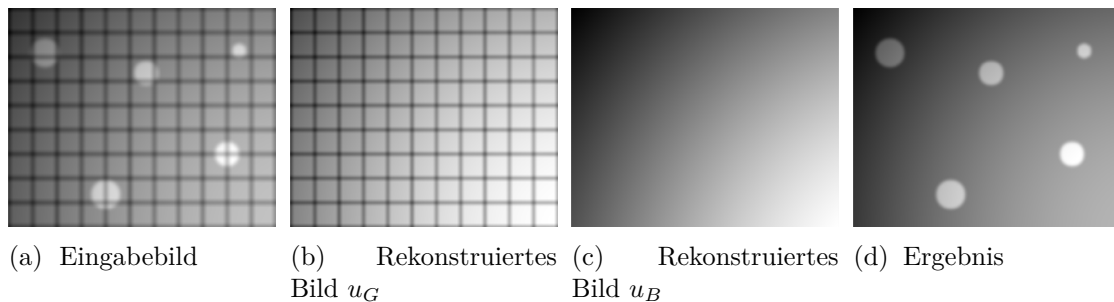 (a) Eingabebild
(b) Rekonstruiertes
Bild u_G
(c) Rekonstruiertes
Bild u_B
(d) Ergebnis